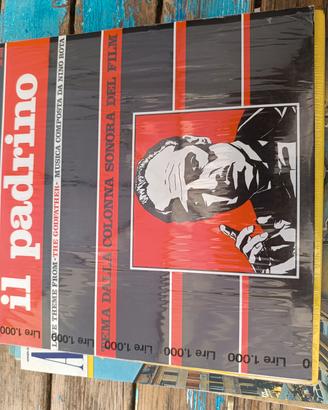 il padrino
LOVE THEME FROM «THE GODFATHER» MUSICA COMPOSTA DA NINO ROTA
TEMA DALLA COLONNA SONORA DEL FILM
Lire 1.000
Lire 1.000
Lire 1.000
Lire 1.000
Lire 1.000
0
A